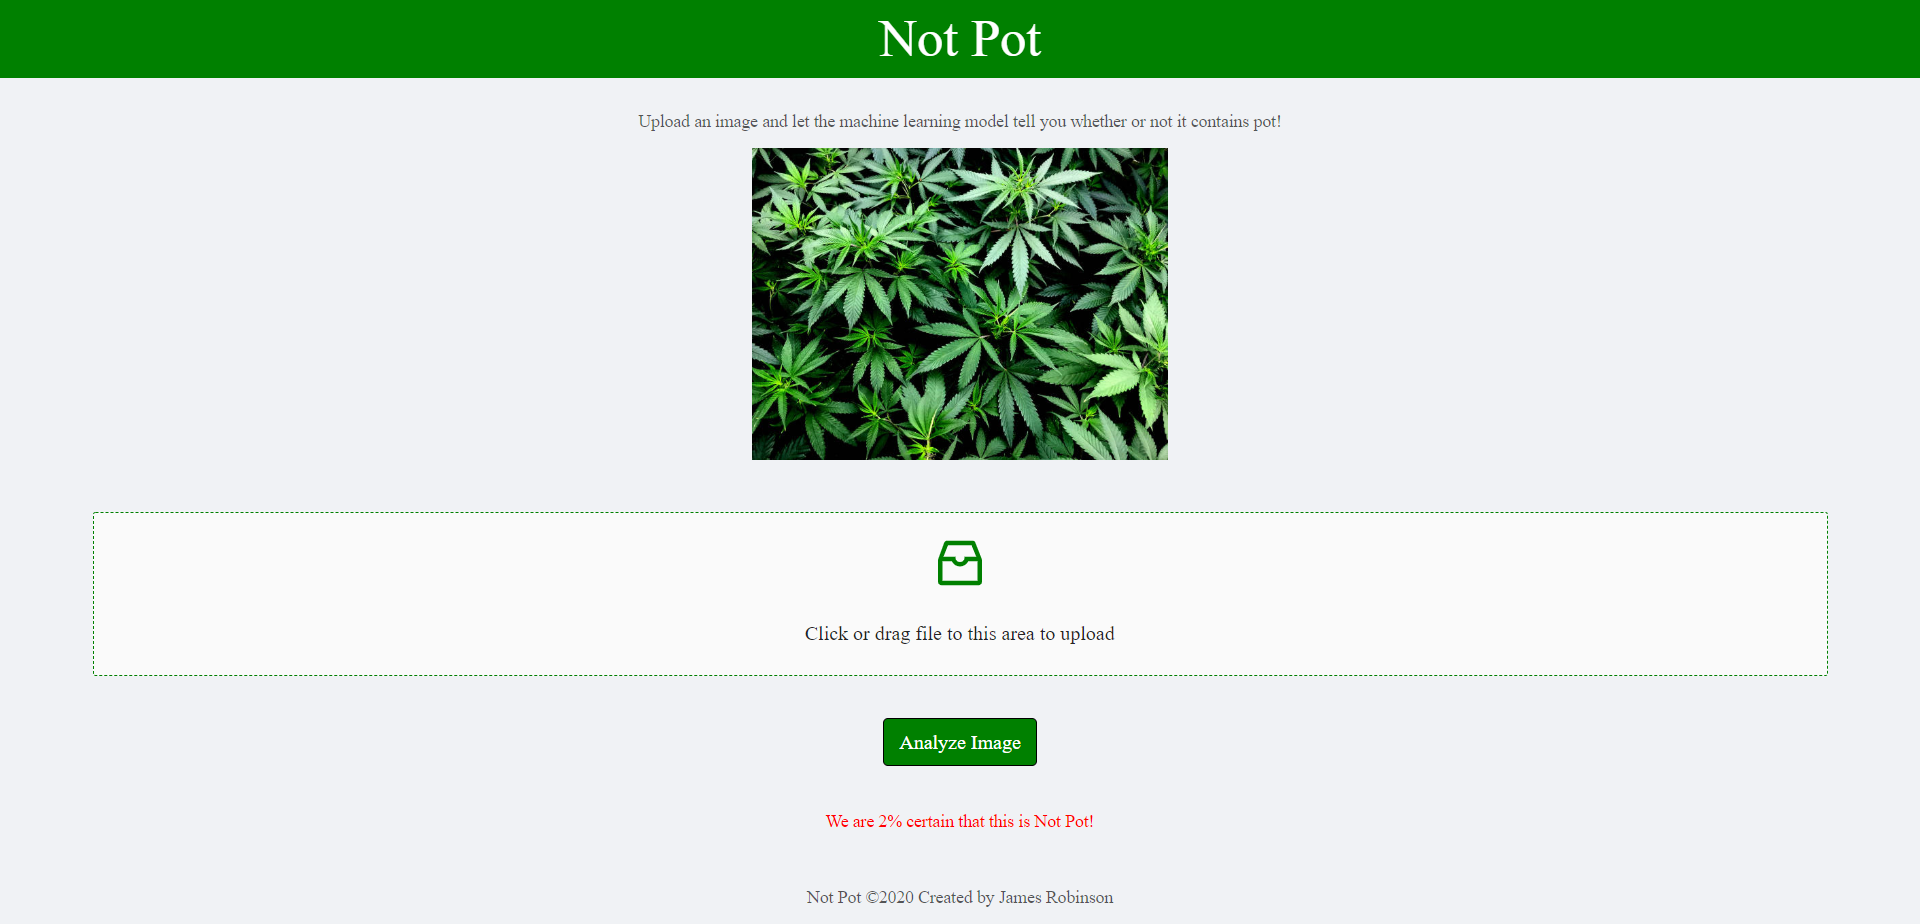 Not Pot
Upload an image and let the machine learning model tell you whether or not it contains pot!
Click or drag file to this area to upload
Analyze Image
We are 2% certain that this is Not Pot!
Not Pot ©2020 Created by James Robinson